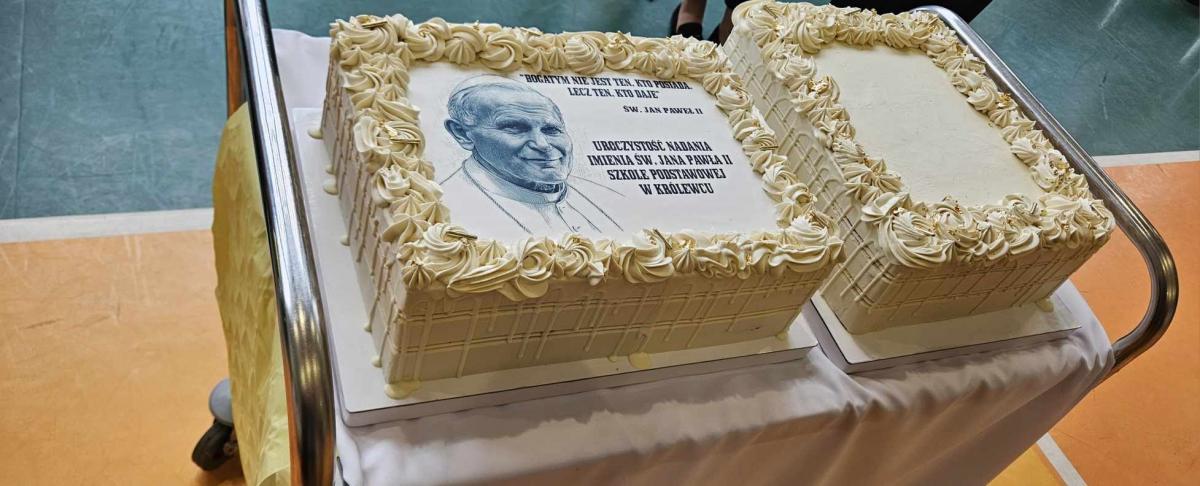 "BOGATYM NIE JEST TEN, KTO POSIADA,
LECZ TEN, KTO DAJE"
ŚW. JAN PAWEŁ II
UROCZYSTOŚĆ NADANIA
IMIENIA ŚW. JANA PAWŁA II
SZKOLE PODSTAWOWEJ
W KRÓLEWCU